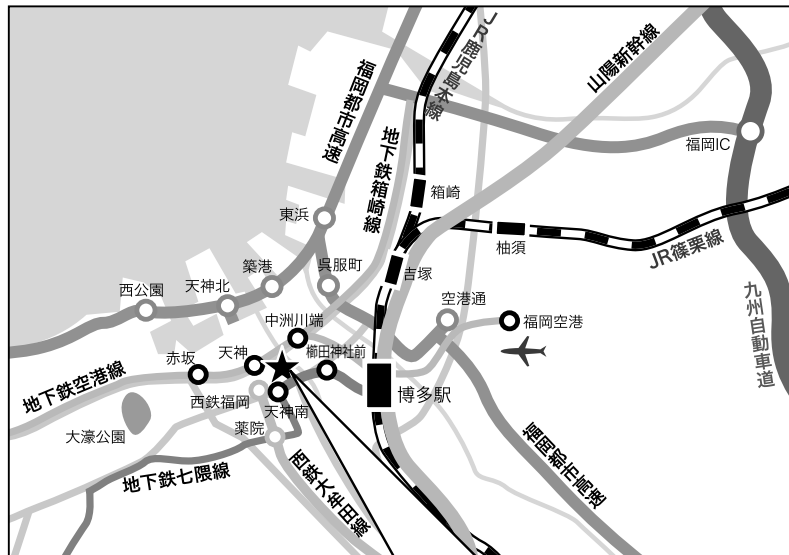 JR鹿児島本線
山陽新幹線
福岡都市高速
地下鉄箱崎線
福岡IC
箱崎
東浜
柚須
JR篠栗線
吉塚
呉服町
築港
天神北
西公園
空港通
福岡空港
九州自動車道
中洲川端
天神
櫛田神社前
赤坂
地下鉄空港線
博多駅
西鉄福岡
天神南
大濠公園
薬院
福岡都市高速
地下鉄七隈線
西鉄大牟田線